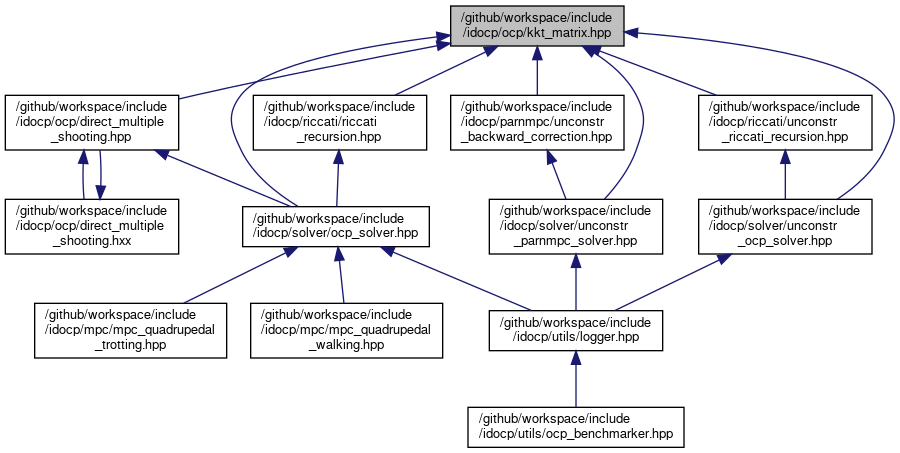 /github/workspace/include
/idocp/ocp/kkt_matrix.hpp
/github/workspace/include
/idocp/ocp/direct_multiple
_shooting.hpp
/github/workspace/include
/idocp/riccati/riccati
_recursion.hpp
/github/workspace/include
/idocp/parnmpc/unconstr
_backward_correction.hpp
/github/workspace/include
/idocp/riccati/unconstr
_riccati_recursion.hpp
/github/workspace/include
/idocp/ocp/direct_multiple
_shooting.hxx
/github/workspace/include
/idocp/solver/ocp_solver.hpp
/github/workspace/include
/idocp/solver/unconstr
_parnmpc_solver.hpp
/github/workspace/include
/idocp/solver/unconstr
_ocp_solver.hpp
/github/workspace/include
/idocp/mpc/mpc_quadrupedal
_trotting.hpp
/github/workspace/include
/idocp/mpc/mpc_quadrupedal
_walking.hpp
/github/workspace/include
/idocp/utils/logger.hpp
/github/workspace/include
/idocp/utils/ocp_benchmarker.hpp